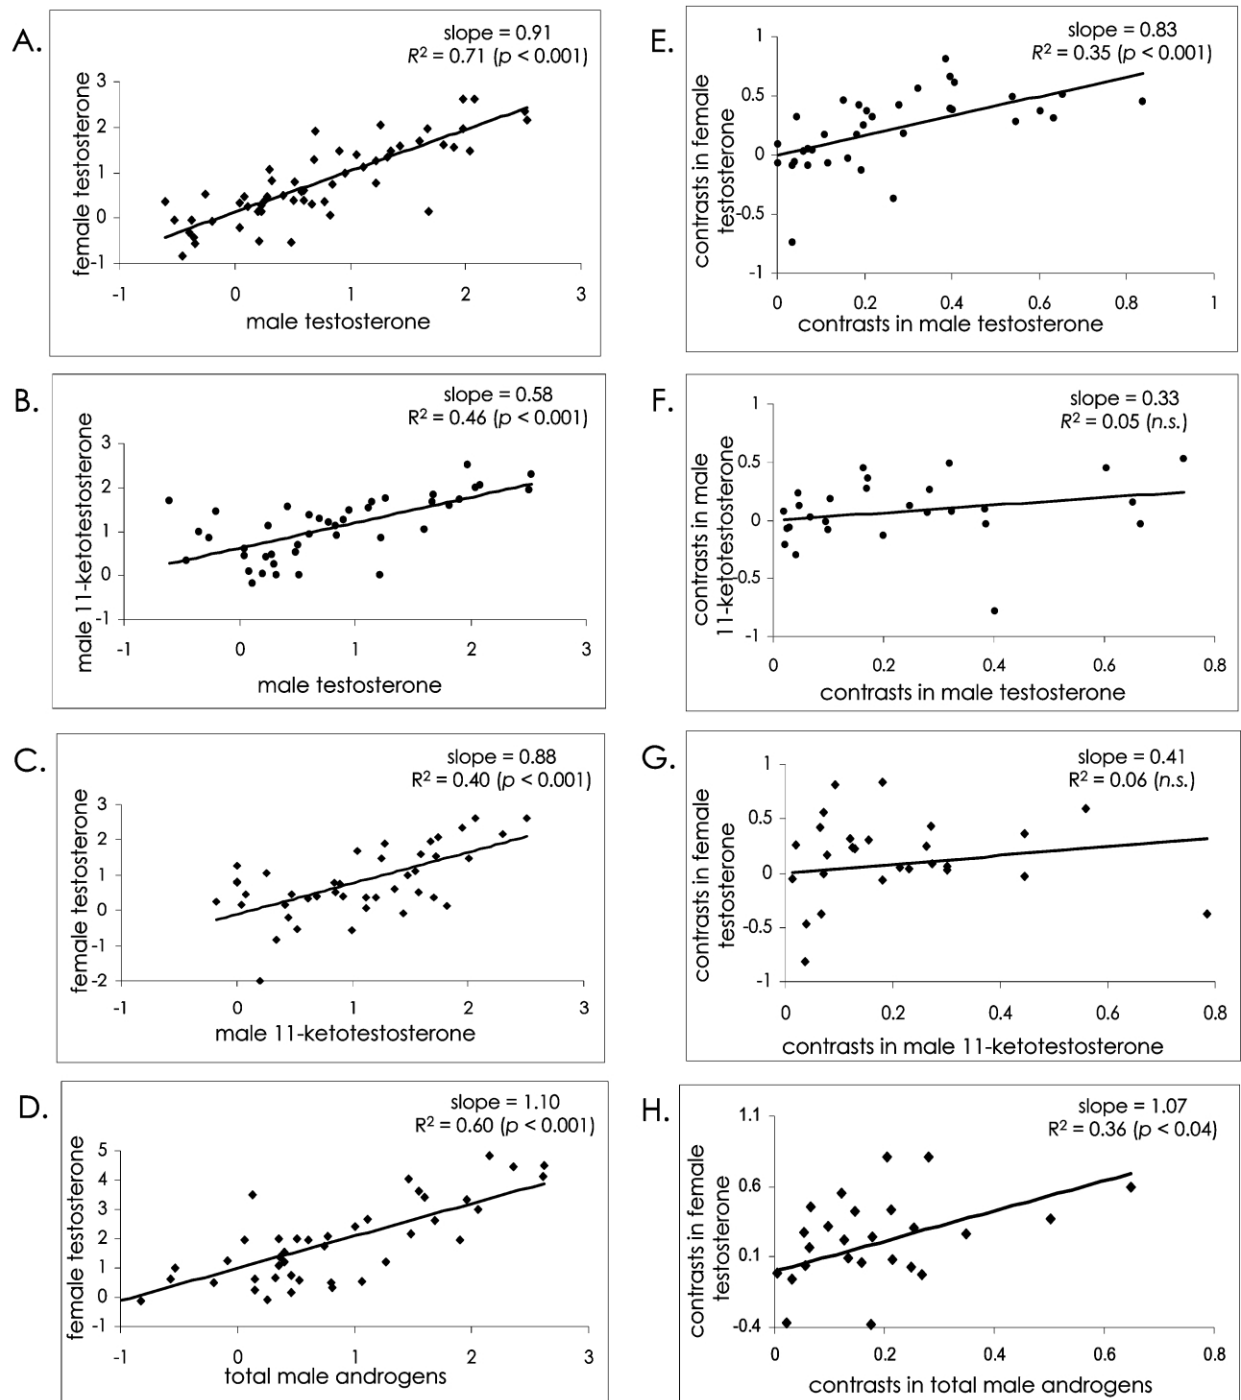 A.
slope = 0.91
R² = 0.71 (p < 0.001)
female testosterone
3
2
1
0
-1
-1 0 1 2 3
male testosterone
E.
slope = 0.83
R² = 0.35 (p < 0.001)
contrasts in female
testosterone
1
0.5
0
-0.5
-1
0 0.2 0.4 0.6 0.8 1
contrasts in male testosterone
B.
slope = 0.58
R² = 0.46 (p < 0.001)
male 11-ketotestosterone
3
2
1
0
-1
-1 0 1 2 3
male testosterone
F.
slope = 0.33
R² = 0.05 (n.s.)
contrasts in male
11-ketotestosterone
1
0.5
0
-0.5
-1
0 0.2 0.4 0.6 0.8
contrasts in male testosterone
C.
slope = 0.88
R² = 0.40 (p < 0.001)
female testosterone
3
2
1
0
-1
-2
-1 0 1 2 3
male 11-ketotestosterone
G.
slope = 0.41
R² = 0.06 (n.s.)
contrasts in female
testosterone
1
0.5
0
-0.5
-1
0 0.2 0.4 0.6 0.8
contrasts in male 11-ketotestosterone
D.
slope = 1.10
R² = 0.60 (p < 0.001)
female testosterone
5
4
3
2
1
0
-1
-1 0 1 2 3
total male androgens
H.
slope = 1.07
R² = 0.36 (p < 0.04)
contrasts in female
testosterone
1.1
0.6
0.1
-0.4
0 0.2 0.4 0.6 0.8
contrasts in total male androgens